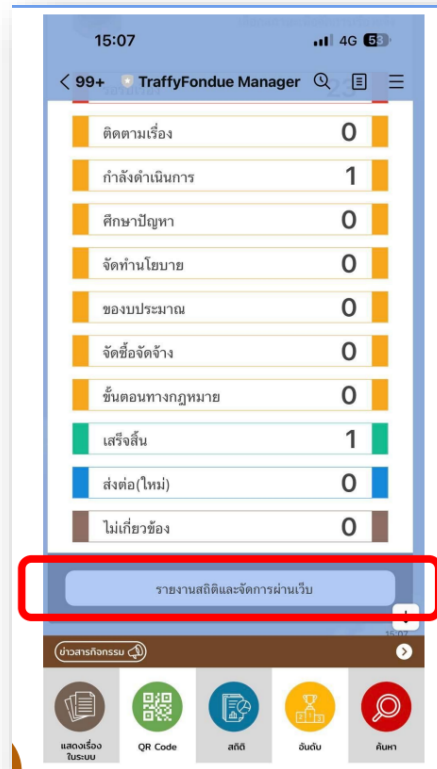 15:07
4G 53
99+ TraffyFondue Manager
23
ติดตามเรื่อง 0
กำลังดำเนินการ 1
ศึกษาปัญหา 0
จัดทำนโยบาย 0
ของบประมาณ 0
จัดซื้อจัดจ้าง 0
ขั้นตอนทางกฎหมาย 0
เสร็จสิ้น 1
ส่งต่อ(ใหม่) 0
ไม่เกี่ยวข้อง 0
รายงานสถิติและจัดการผ่านเว็บ
15:07
ข่าวสารกิจกรรม
แสดงเรื่อง
ในระบบ
QR Code
สถิติ
อันดับ
ค้นหา